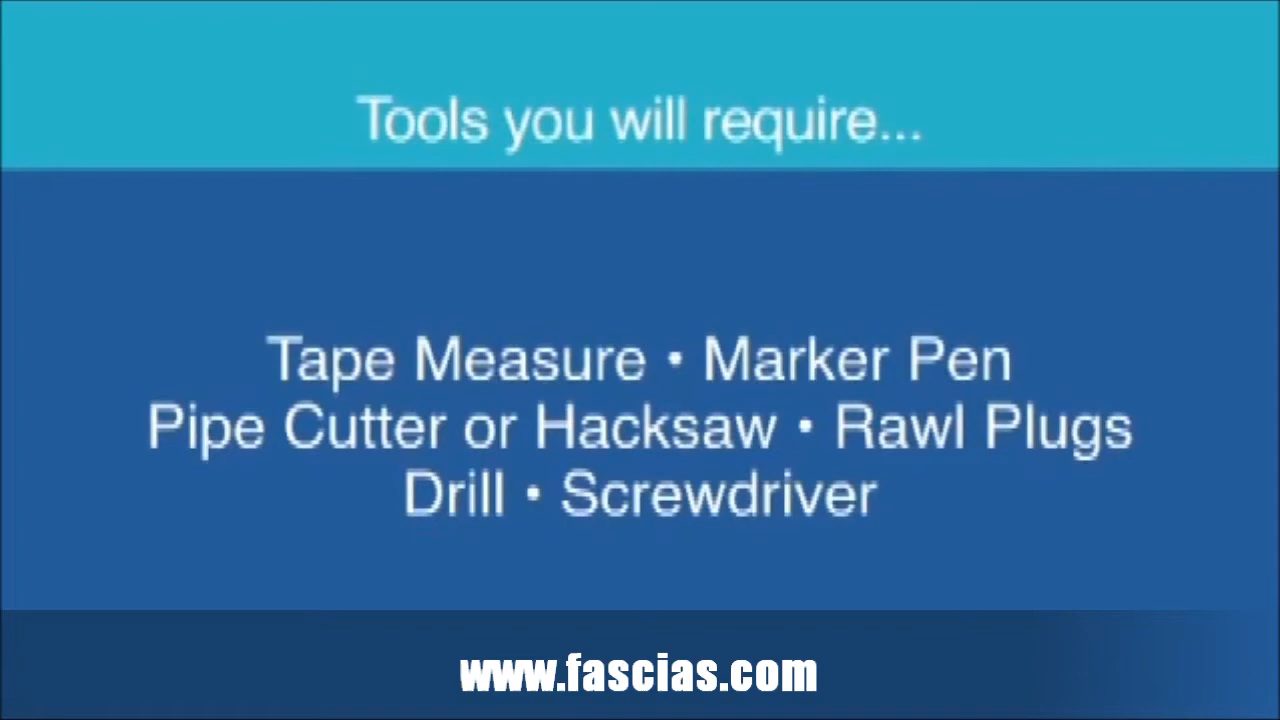 Tools you will require...
Tape Measure • Marker Pen
Pipe Cutter or Hacksaw • Rawl Plugs
Drill • Screwdriver
www.fascias.com